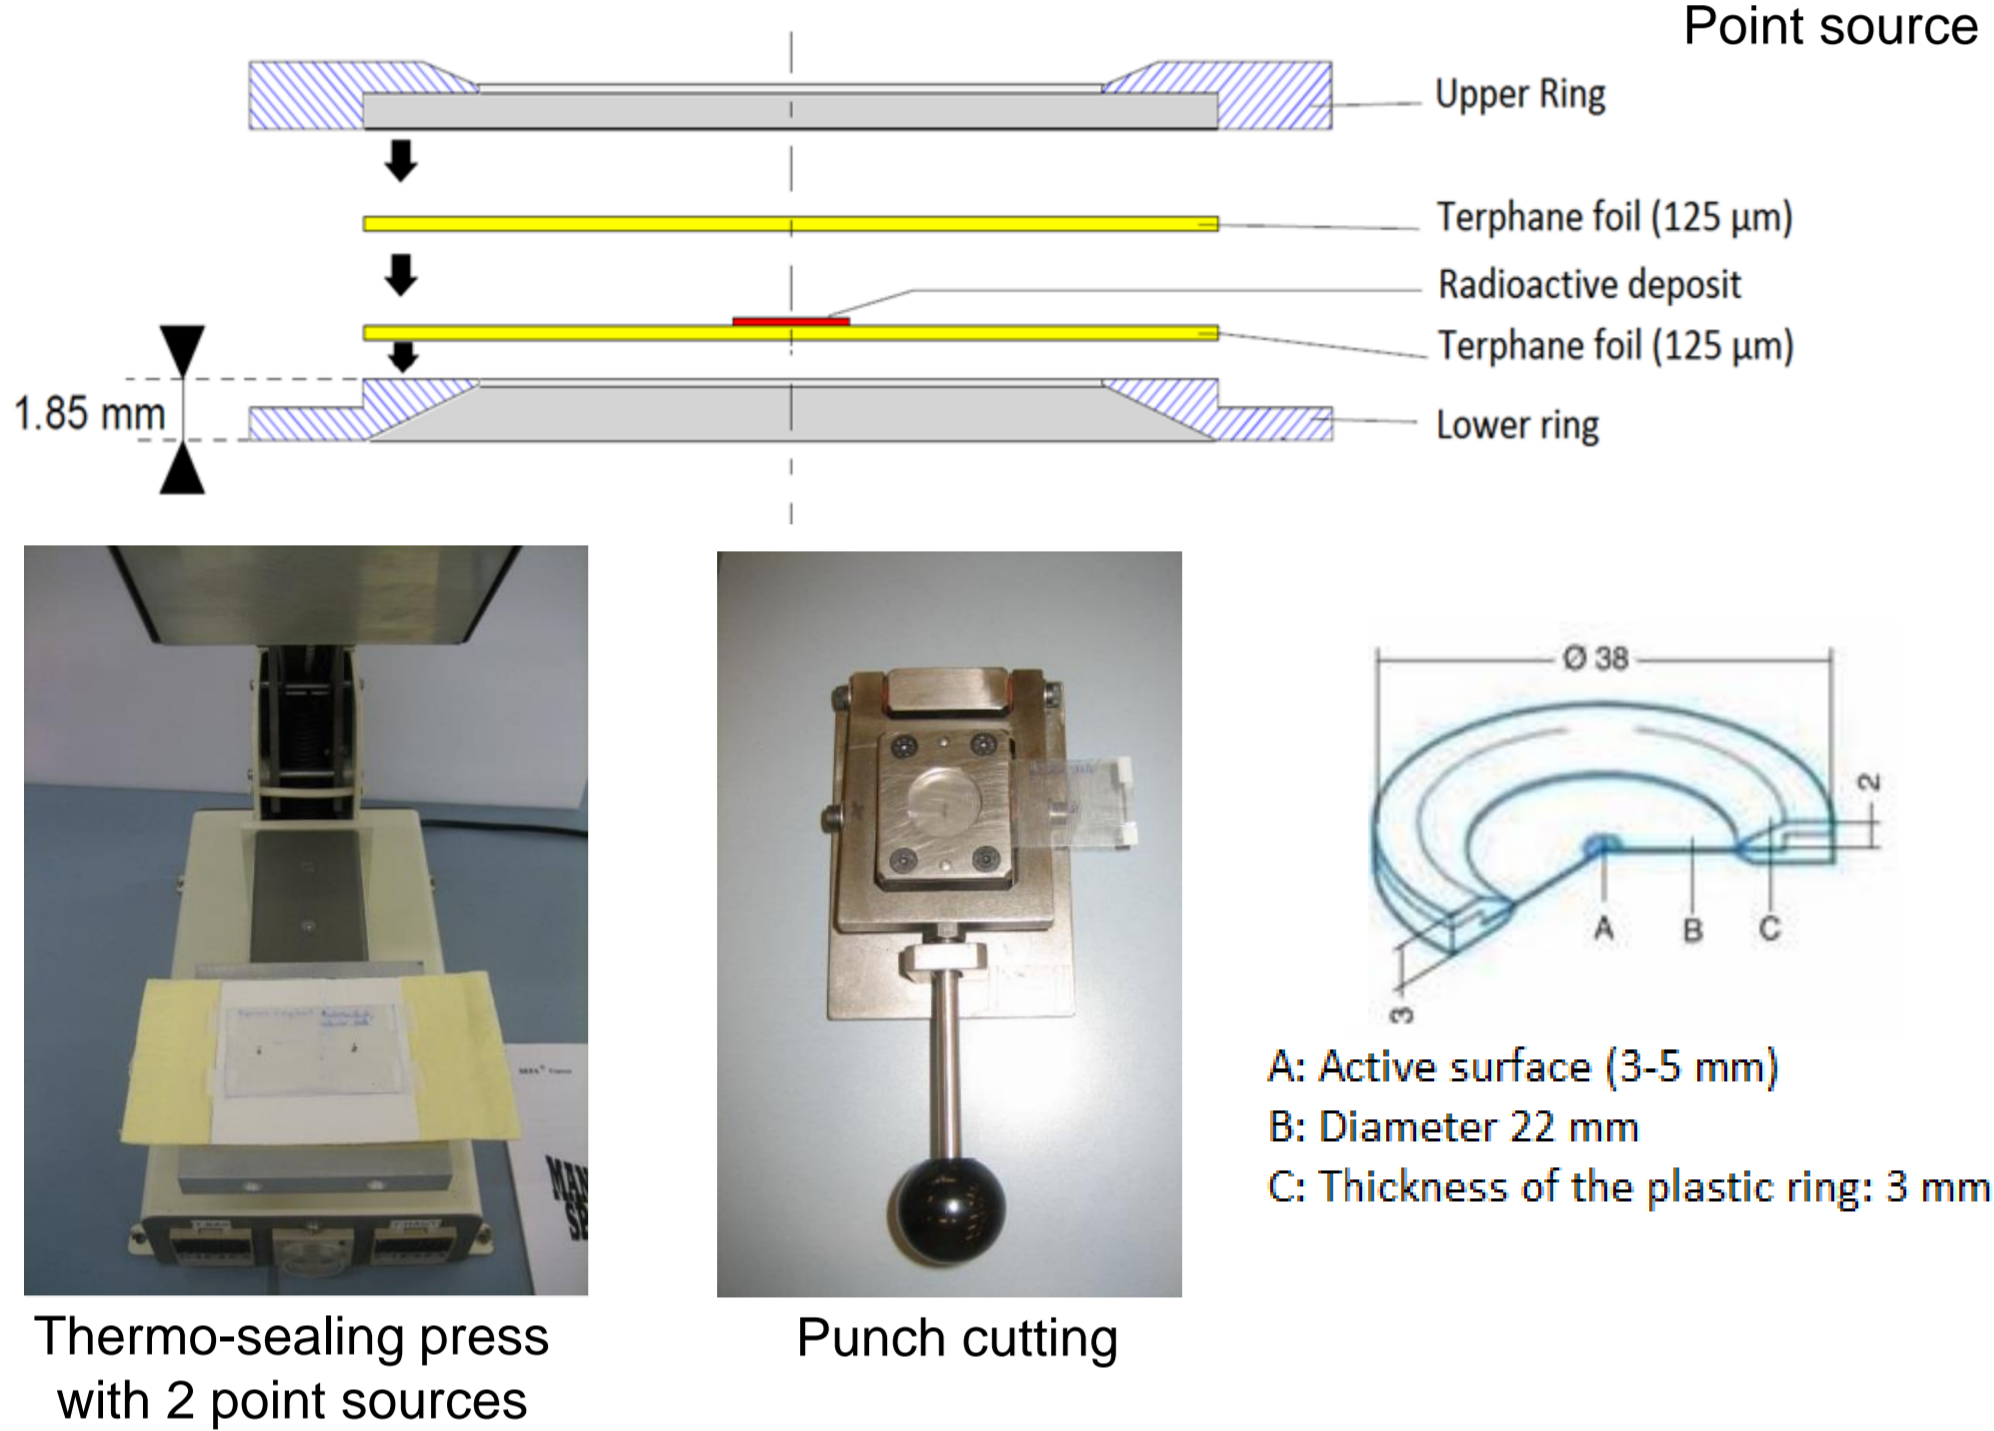 Point source
Upper Ring
Terphane foil (125 µm)
Radioactive deposit
Terphane foil (125 µm)
1.85 mm
Lower ring
Ø 38
2
A
B
C
3
A: Active surface (3-5 mm)
B: Diameter 22 mm
C: Thickness of the plastic ring: 3 mm
MAN
Thermo-sealing press
with 2 point sources
Punch cutting